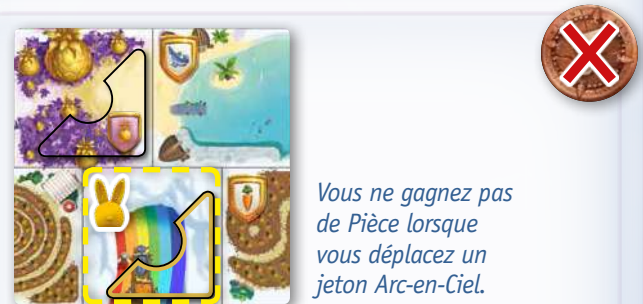 Vous ne gagnez pas
de Pièce lorsque
vous déplacez un
jeton Arc-en-Ciel.